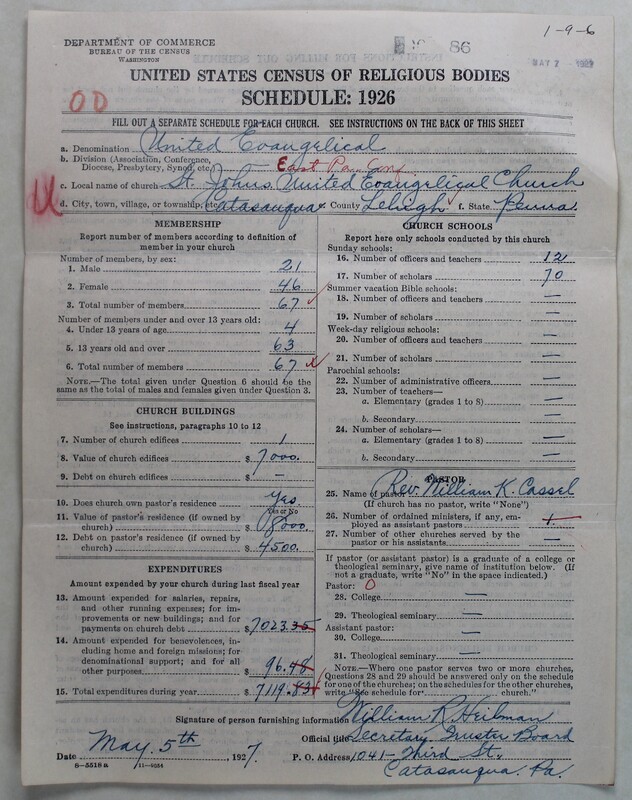 1-9-6
DEPARTMENT OF COMMERCE
BUREAU OF THE CENSUS
WASHINGTON
86
MAY 7
UNITED STATES CENSUS OF RELIGIOUS BODIES
SCHEDULE: 1926
OD
FILL OUT A SEPARATE SCHEDULE FOR EACH CHURCH. SEE INSTRUCTIONS ON THE BACK OF THIS SHEET
a. Denomination United Evangelical
b. Division (Association, Conference, Diocese, Presbytery, Synod, etc.) East Pa. Conf
c. Local name of church St. Johns United Evangelical Church
U
d. City, town, village, or township, etc. Catasauqua County Lehigh f. State Penna.
MEMBERSHIP
Report number of members according to definition of member in your church
Number of members, by sex:
1. Male 21
2. Female 46
3. Total number of members 67
Number of members under and over 13 years old:
4. Under 13 years of age 4
5. 13 years old and over 63
6. Total number of members 67
NOTE.—The total given under Question 6 should be the same as the total of males and females given under Question 3.
CHURCH BUILDINGS
See instructions, paragraphs 10 to 12
7. Number of church edifices 1
8. Value of church edifices $ 7000.
9. Debt on church edifices $ —
10. Does church own pastor's residence Yes
Yes or No
11. Value of pastor's residence (if owned by church) $ 8000.
12. Debt on pastor's residence (if owned by church) $ 4500.
EXPENDITURES
Amount expended by your church during last fiscal year
13. Amount expended for salaries, repairs, and other running expenses; for improvements or new buildings; and for payments on church debt $ 7023.35
14. Amount expended for benevolences, including home and foreign missions; for denominational support; and for all other purposes $ 96.48
15. Total expenditures during year $ 7119.83
CHURCH SCHOOLS
Report here only schools conducted by this church
Sunday schools:
16. Number of officers and teachers 12
17. Number of scholars 70
Summer vacation Bible schools:
18. Number of officers and teachers —
19. Number of scholars —
Week-day religious schools:
20. Number of officers and teachers —
21. Number of scholars —
Parochial schools:
22. Number of administrative officers —
23. Number of teachers—
a. Elementary (grades 1 to 8) —
b. Secondary —
24. Number of scholars—
a. Elementary (grades 1 to 8) —
b. Secondary —
PASTOR
25. Name of pastor Rev. William K. Cassel
(If church has no pastor, write "None")
26. Number of ordained ministers, if any, employed as assistant pastors 1
27. Number of other churches served by the pastor or his assistants —
If pastor (or assistant pastor) is a graduate of a college or theological seminary, give name of institution below. (If not a graduate, write "No" in the space indicated.)
Pastor: 0
28. College —
29. Theological seminary —
Assistant pastor:
30. College —
31. Theological seminary —
NOTE.—Where one pastor serves two or more churches, Questions 28 and 29 should be answered only on the schedule for one of the churches; on the schedules for the other churches, write "See schedule for church."
Signature of person furnishing information William R. Heilman
Official title Secretary Trustee Board
Date May 5th, 1927.
P. O. Address 1041-Third St.,
Catasauqua. Pa.
8-5518 a 11-9054